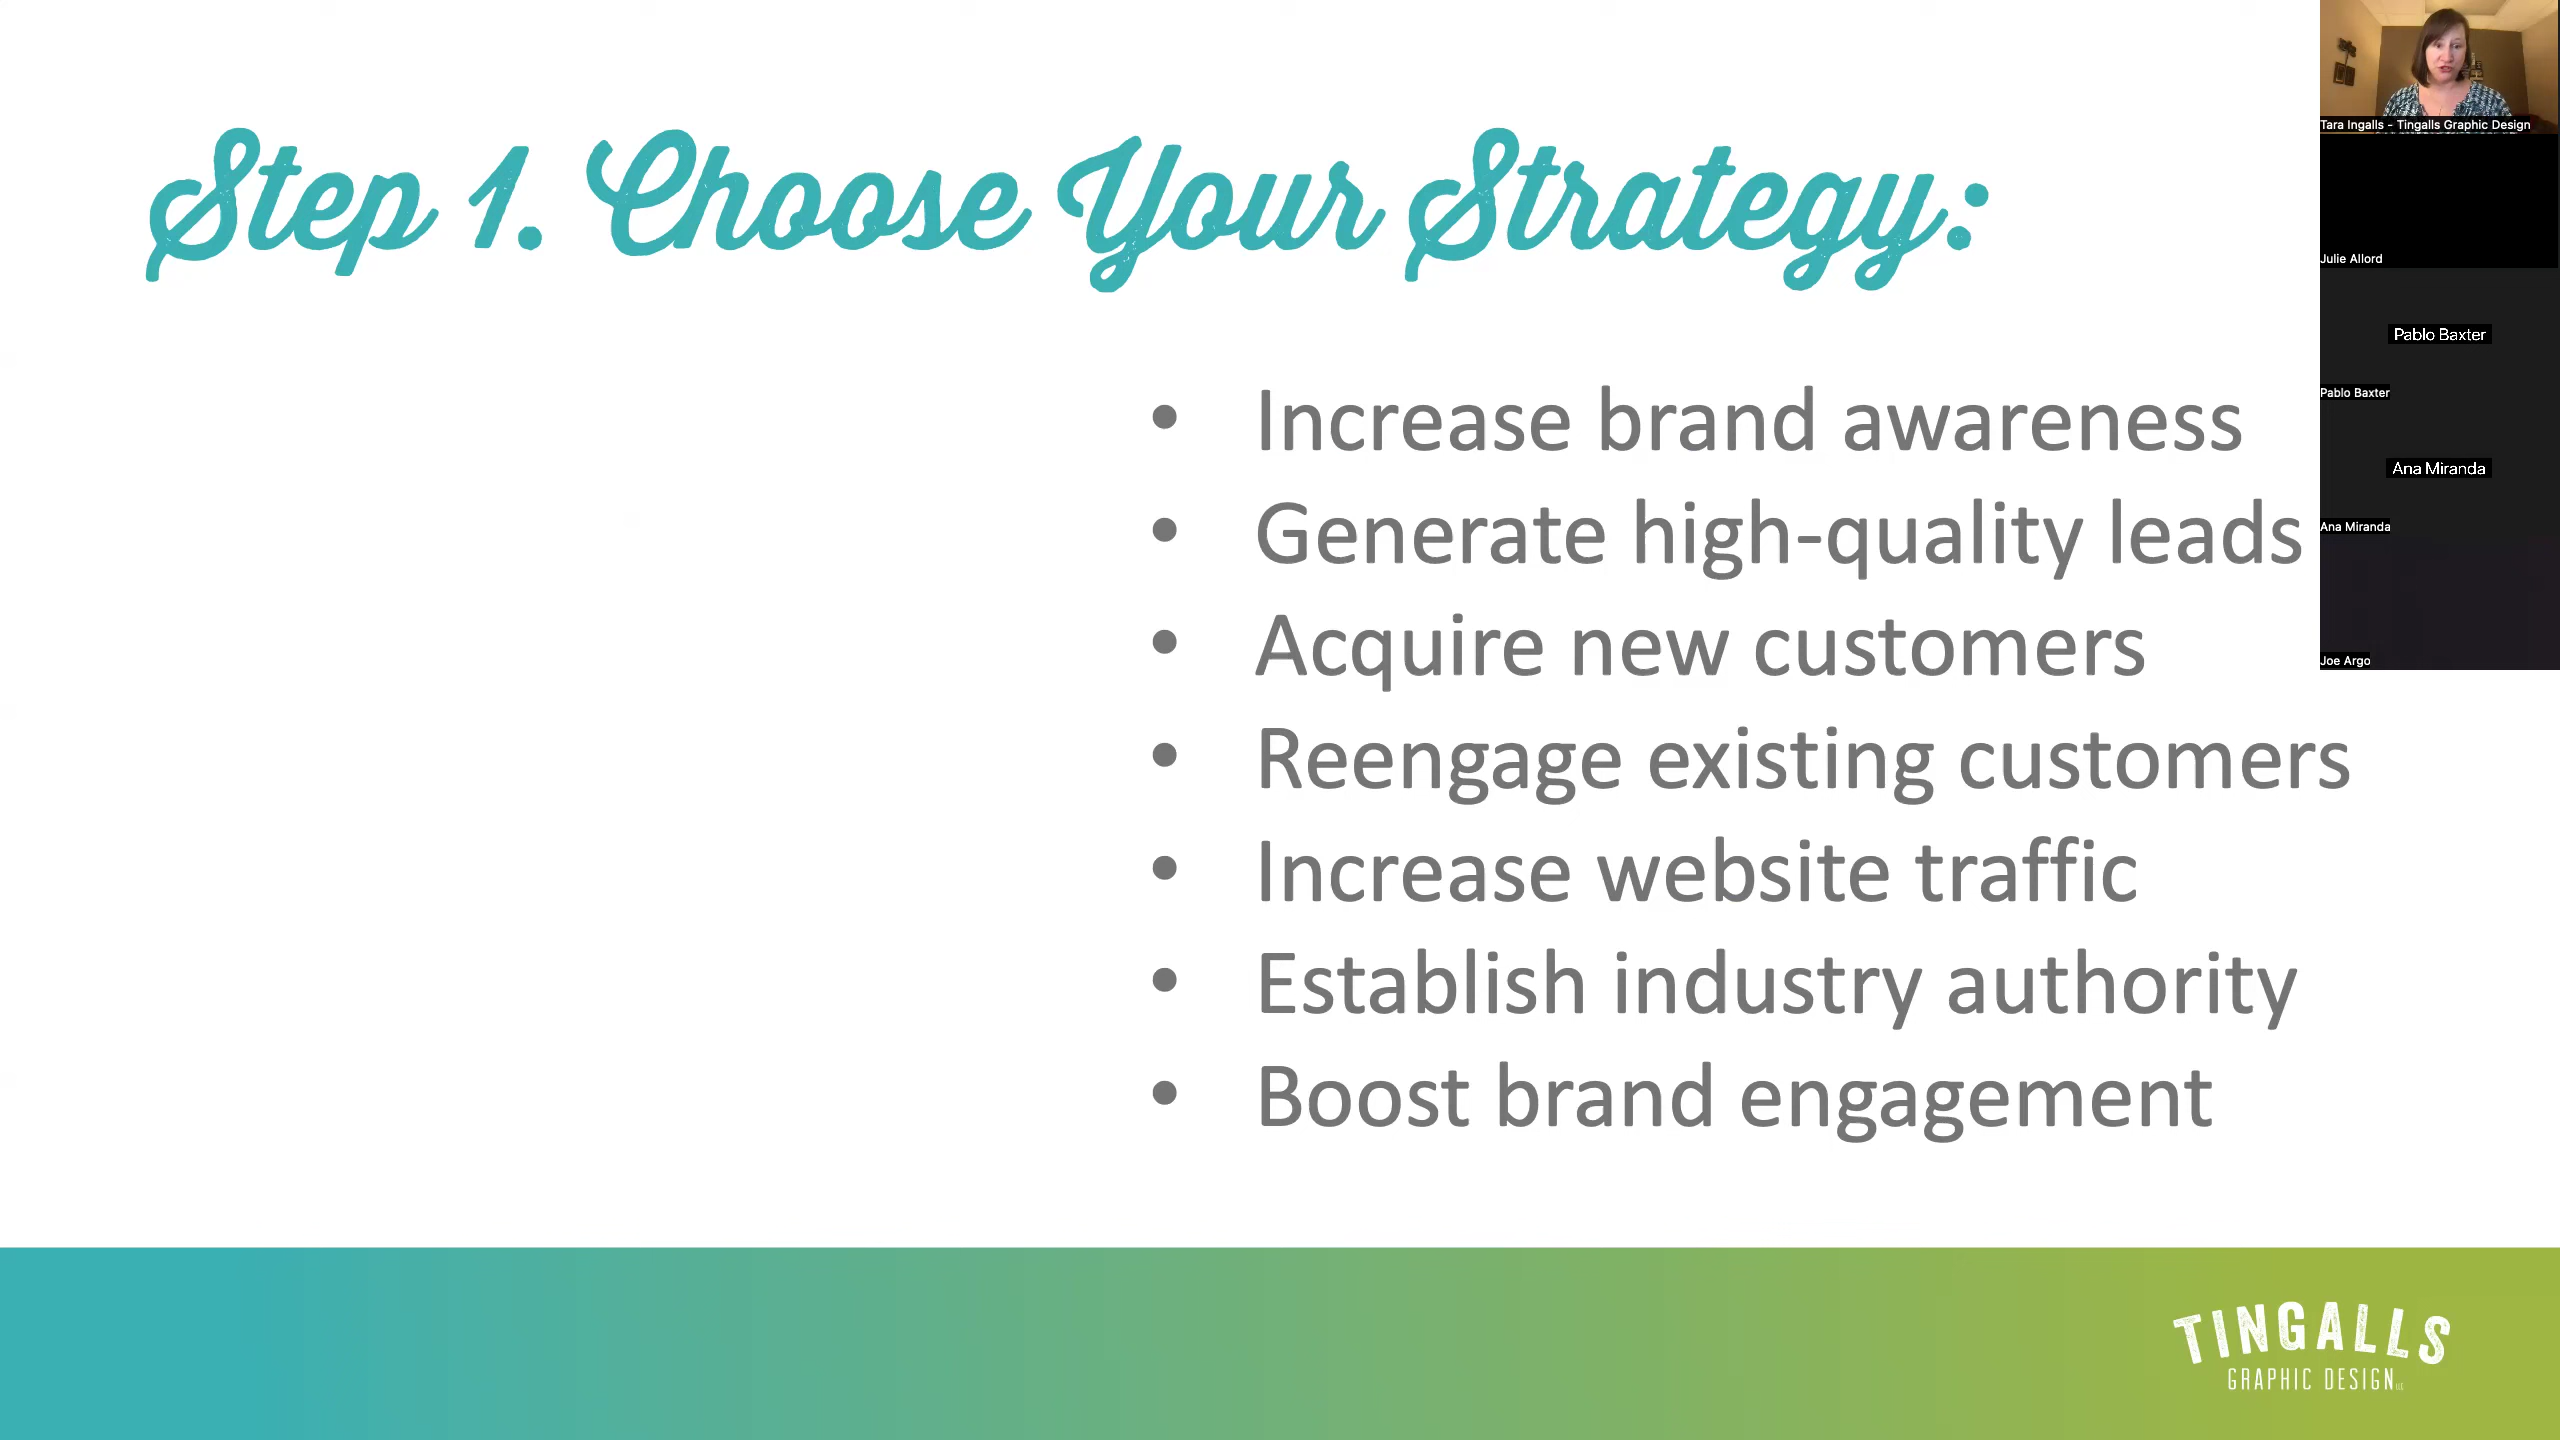 Step 1. Choose Your Strategy:
• Increase brand awareness
• Generate high-quality leads
• Acquire new customers
• Reengage existing customers
• Increase website traffic
• Establish industry authority
• Boost brand engagement
Tara Ingalls - Tingalls Graphic Design
Julie Allord
Pablo Baxter
Pablo Baxter
Ana Miranda
Ana Miranda
Joe Argo
TINGALLS
GRAPHIC DESIGN LLC